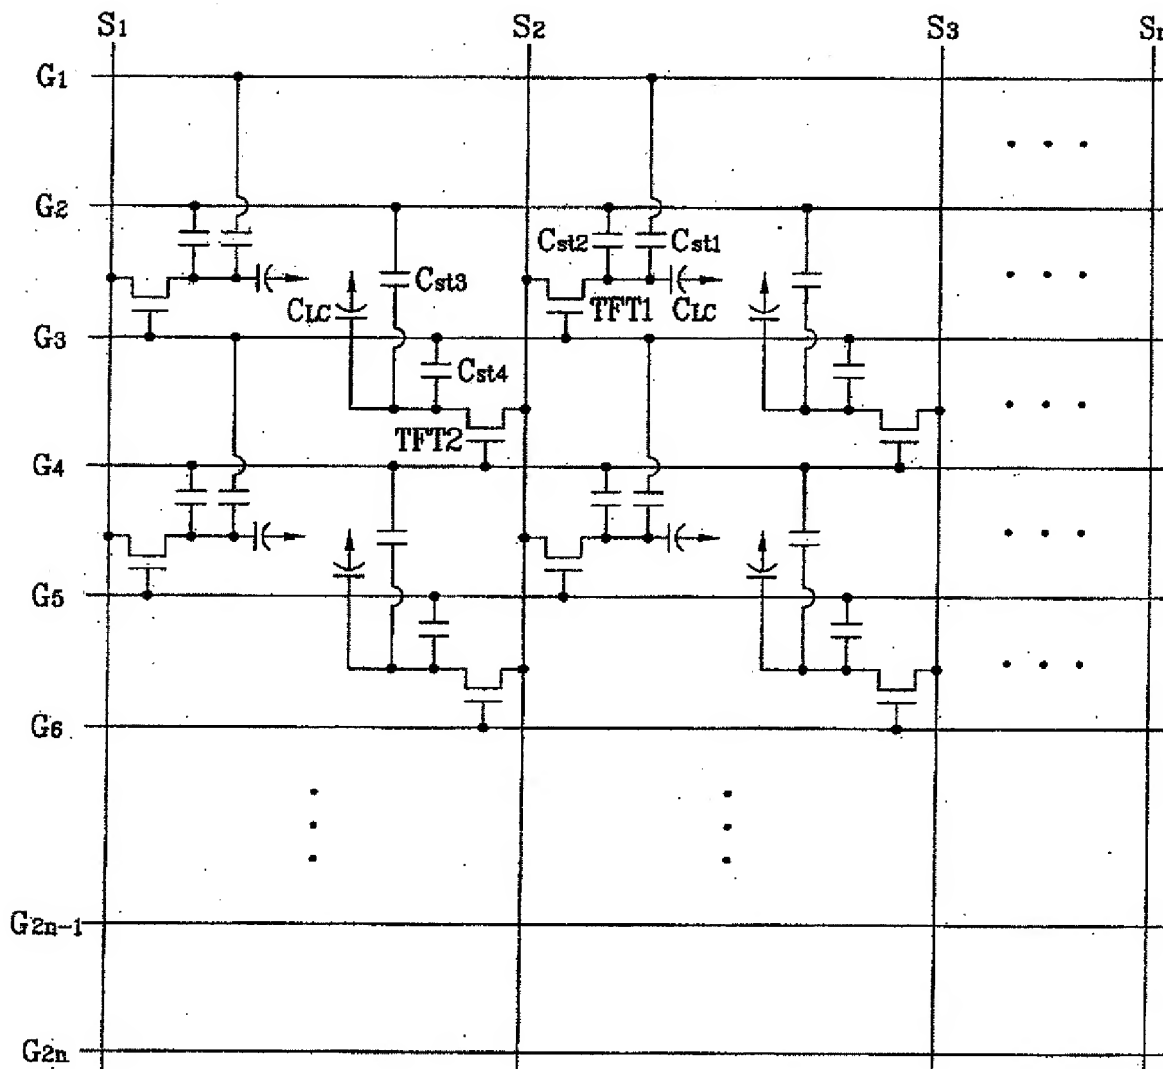 S1 S2 S3
G1
G2
Cst2 Cst1
Cst3
CLC TFT1 CLC
G3
Cst4
TFT2
G4
G5
G6
G2n-1
G2n